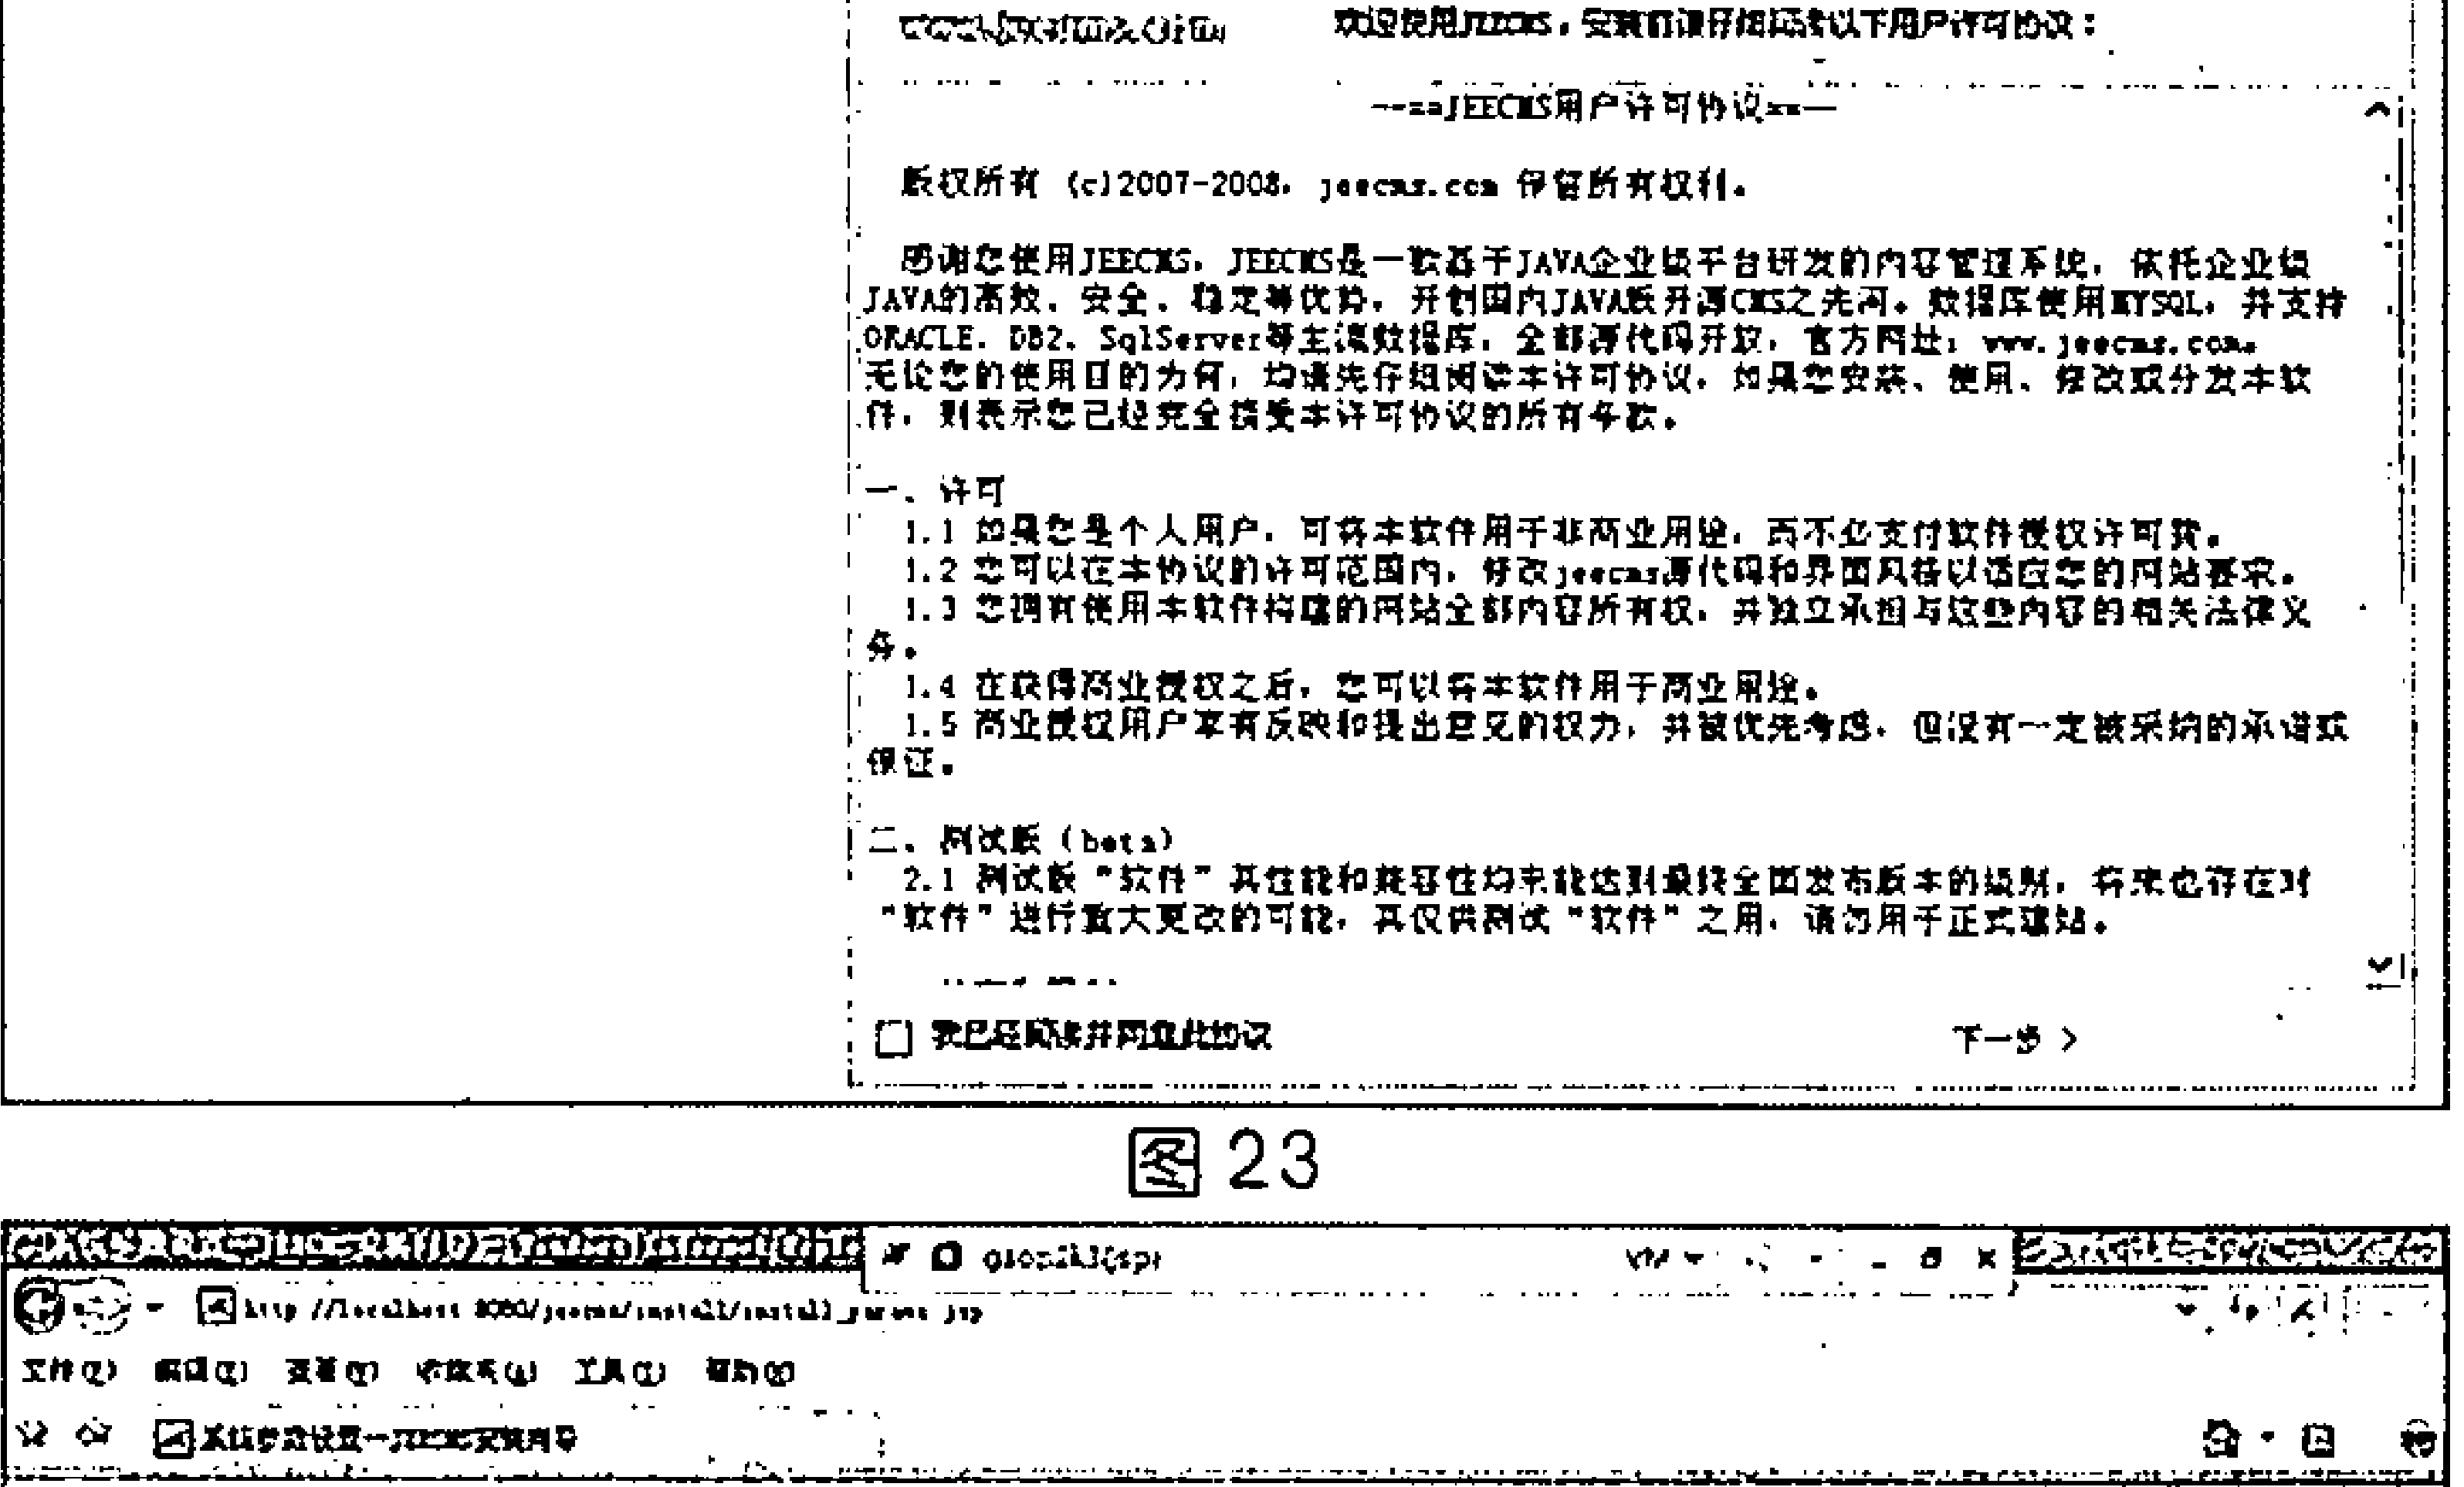 欢迎使用JEECMS，安装前请仔细阅读以下用户许可协议：
--==JEECMS用户许可协议==--
版权所有 (c)2007-2008，jeecms.com 保留所有权利。
感谢您使用JEECMS，JEECMS是一款基于JAVA企业级平台研发的内容管理系统，依托企业级
JAVA的高效、安全、稳定等优势，开创国内JAVA版开源CMS之先河。数据库使用MYSQL，并支持
ORACLE、DB2、SqlServer等主流数据库，全部源代码开放，官方网址：www.jeecms.com。
无论您的使用目的为何，均请先仔细阅读本许可协议，如果您安装、使用、修改或分发本软
件，则表示您已经完全接受本许可协议的所有条款。
一、许可
1.1 如果您是个人用户，可将本软件用于非商业用途，而不必支付软件授权许可费。
1.2 您可以在本协议的许可范围内，修改jeecms源代码和界面风格以适应您的网站要求。
1.3 您拥有使用本软件构建的网站全部内容所有权，并独立承担与这些内容的相关法律义
务。
1.4 在获得商业授权之后，您可以将本软件用于商业用途。
1.5 商业授权用户享有反映和提出意见的权力，并被优先考虑，但没有一定被采纳的承诺或
保证。
二、测试版（beta）
2.1 测试版“软件”其性能和兼容性均未能达到最终全面发布版本的级别，将来也存在对
“软件”进行重大更改的可能，其仅供测试“软件”之用，请勿用于正式建站。
我已经阅读并同意此协议
下一步 >
图 23
http://localhost:8080/jeecms/install/install_params.jsp
文件(F) 编辑(E) 查看(V) 收藏夹(A) 工具(T) 帮助(H)
系统参数设置-JEECMS安装向导